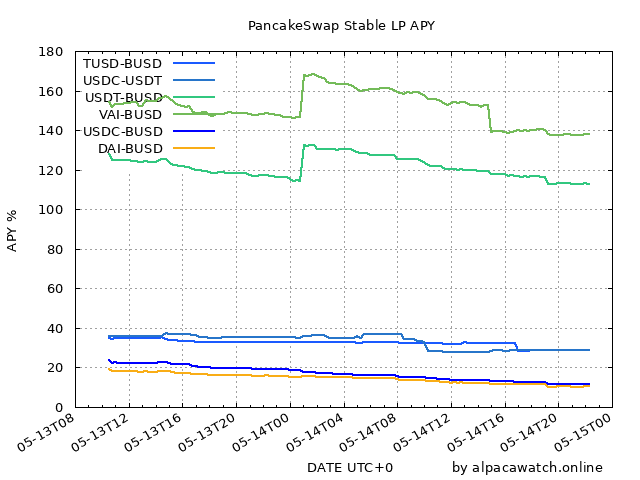 PancakeSwap Stable LP APY
180
160
140
120
100
80
60
40
20
0
APY %
TUSD-BUSD
USDC-USDT
USDT-BUSD
VAI-BUSD
USDC-BUSD
DAI-BUSD
05-13T08
05-13T12
05-13T16
05-13T20
05-14T00
05-14T04
05-14T08
05-14T12
05-14T16
05-14T20
05-15T00
DATE UTC+0
by alpacawatch.online